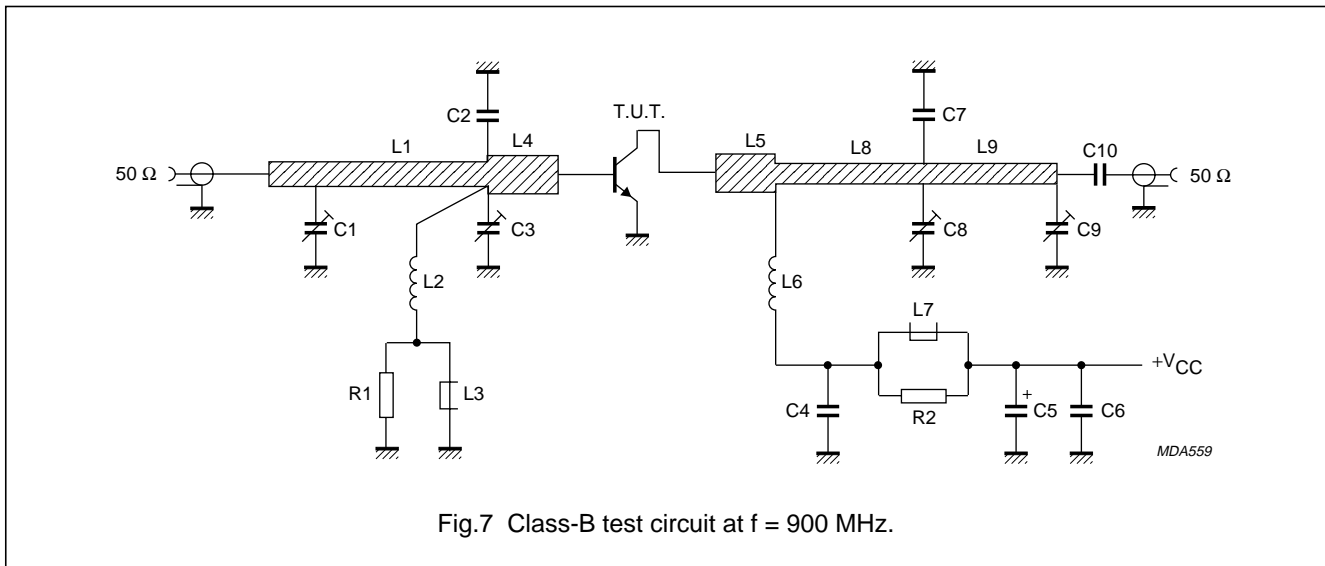 C2
T.U.T.
C7
L1
L4
L5
L8
L9
C10
50 Ω
50 Ω
C1
C3
C8
C9
L2
L6
L7
R1
L3
+VCC
C4
R2
+
C5
C6
MDA559
Fig.7 Class-B test circuit at f = 900 MHz.